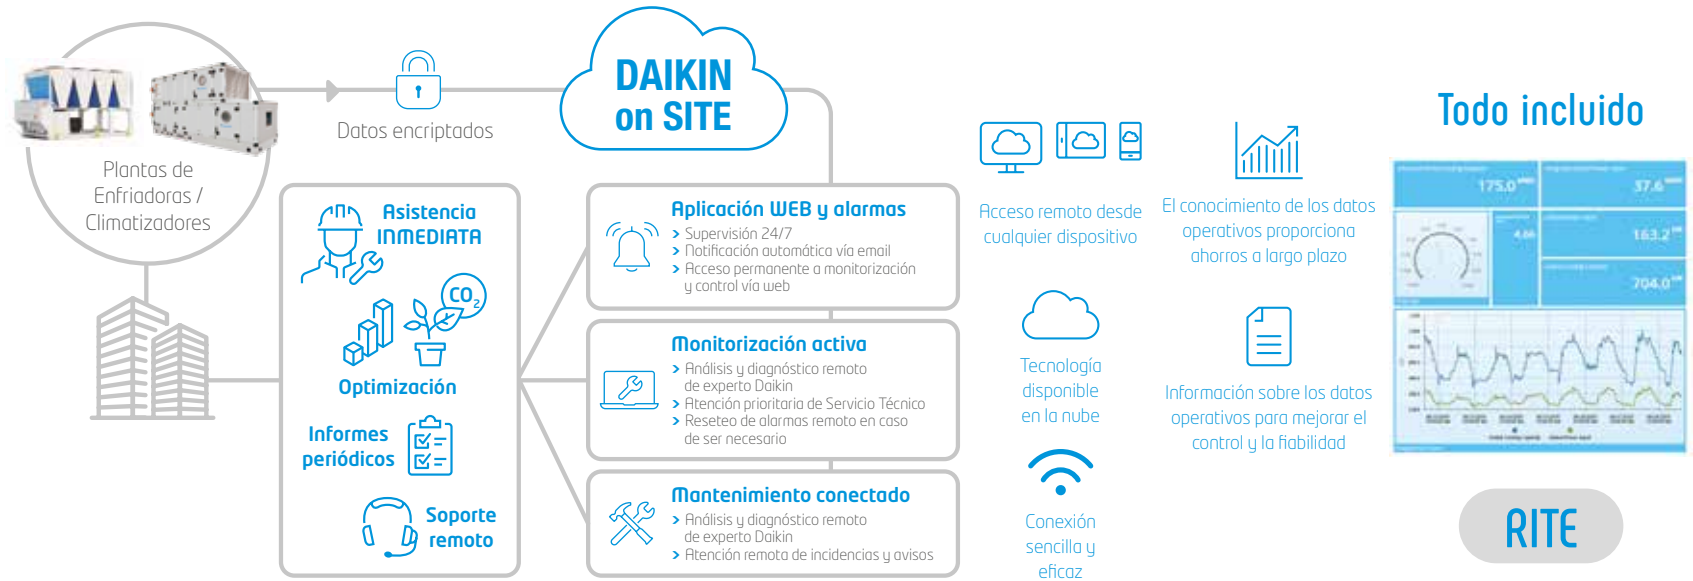 Plantas de
Enfriadoras /
Climatizadores
Datos encriptados
DAIKIN
on SITE
Asistencia
INMEDIATA
CO2
Optimización
Informes
periódicos
Soporte
remoto
Aplicación WEB y alarmas
> Supervisión 24/7
> Notificación automática vía email
> Acceso permanente a monitorización
y control vía web
Monitorización activa
> Análisis y diagnóstico remoto
de experto Daikin
> Atención prioritaria de Servicio Técnico
> Reseteo de alarmas remoto en caso
de ser necesario
Mantenimiento conectado
> Análisis y diagnóstico remoto
de experto Daikin
> Atención remota de incidencias y avisos
Acceso remoto desde
cualquier dispositivo
Tecnología
disponible
en la nube
Conexión
sencilla y
eficaz
El conocimiento de los datos
operativos proporciona
ahorros a largo plazo
Información sobre los datos
operativos para mejorar el
control y la fiabilidad
Todo incluido
175.0
37.6
4.66
163.2
704.0
RITE